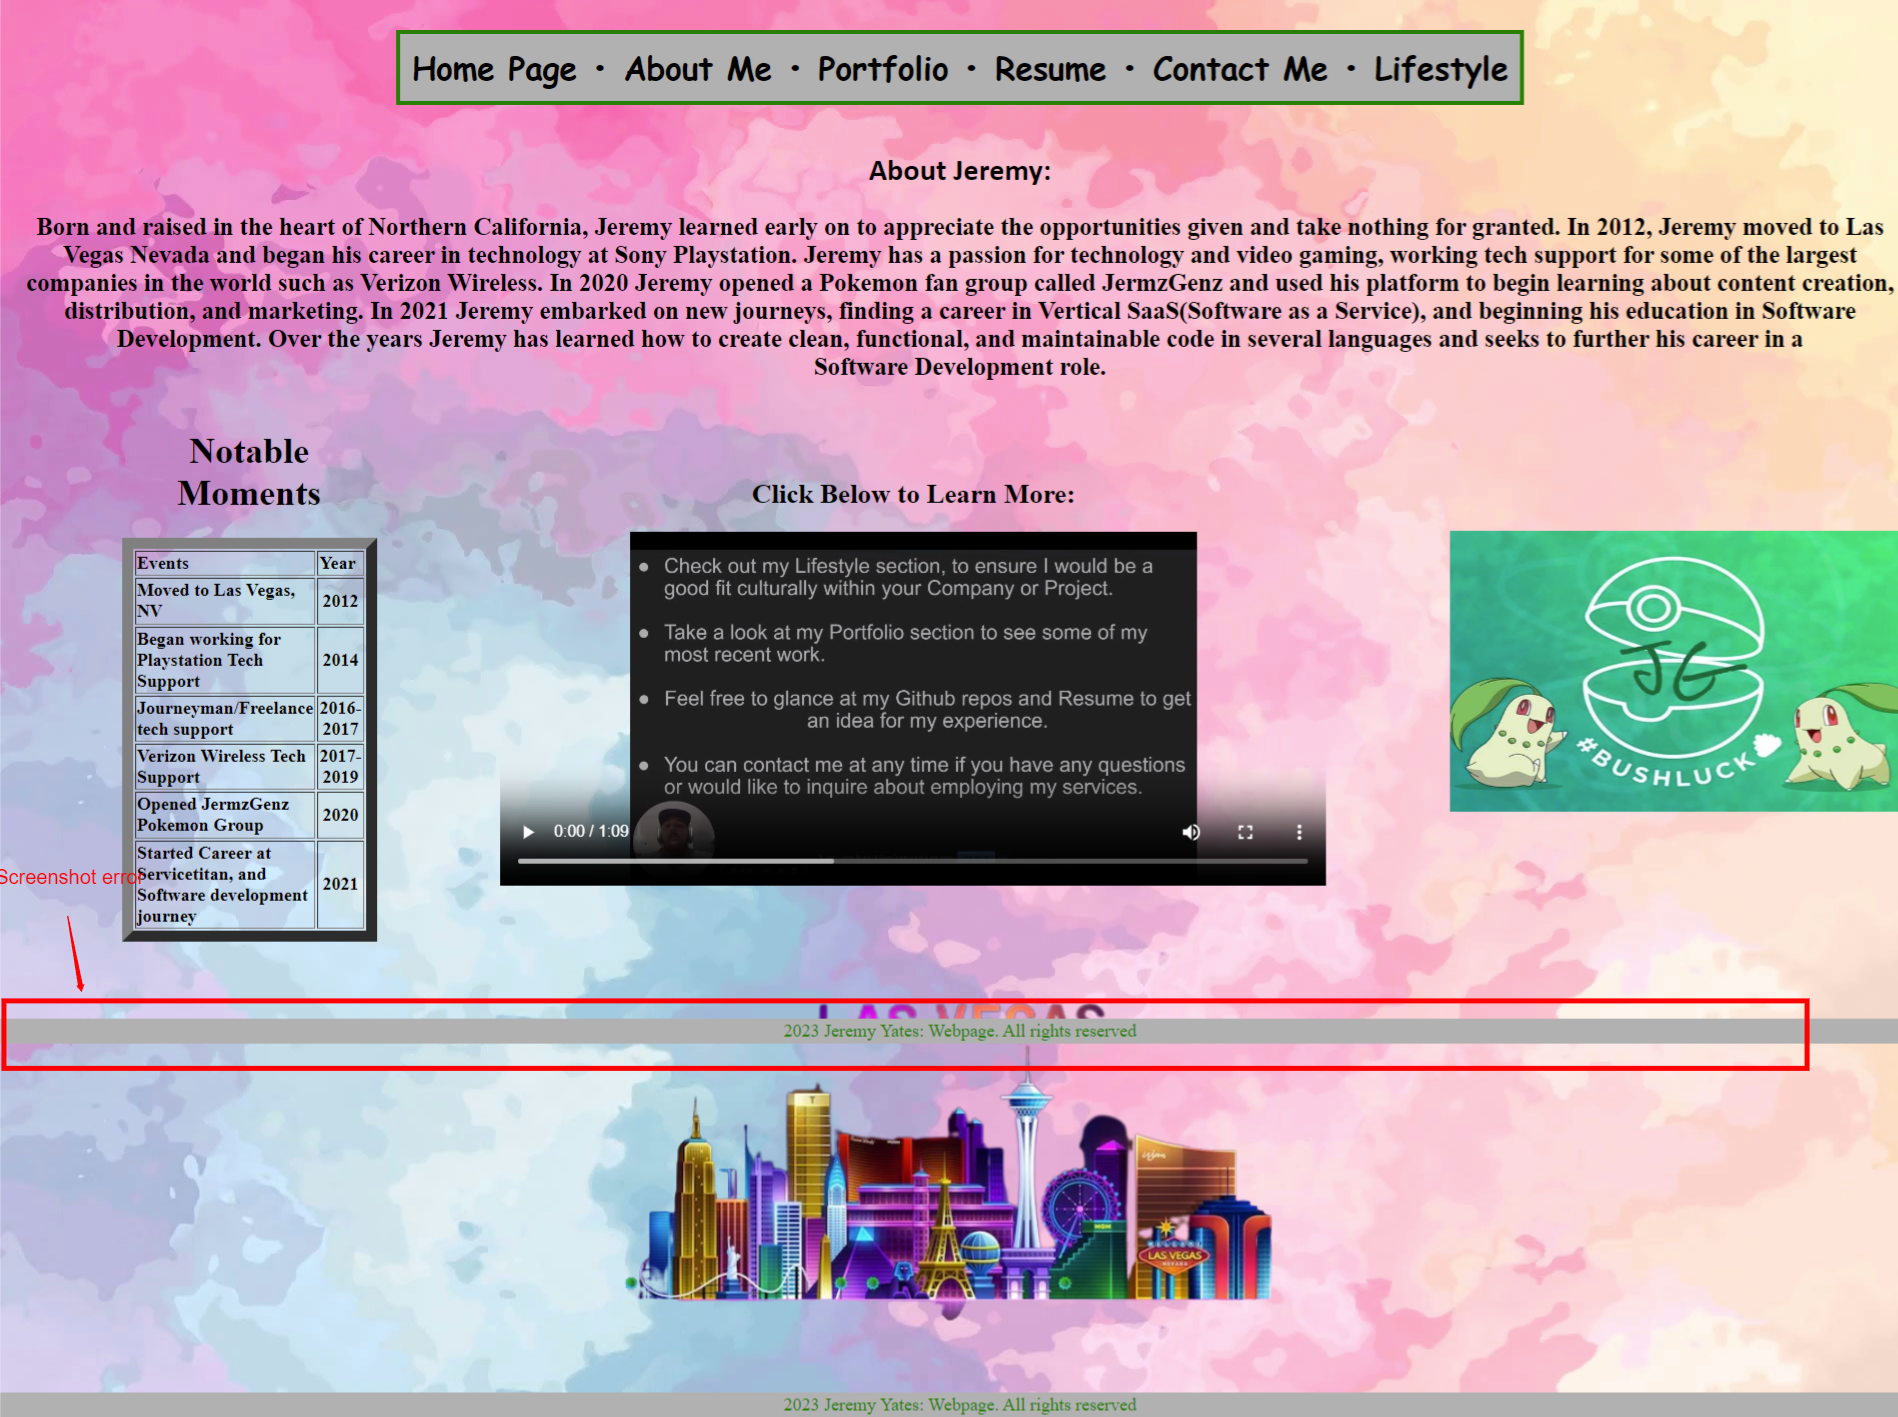 Home Page · About Me · Portfolio · Resume · Contact Me · Lifestyle
About Jeremy:
Born and raised in the heart of Northern California, Jeremy learned early on to appreciate the opportunities given and take nothing for granted. In 2012, Jeremy moved to Las
Vegas Nevada and began his career in technology at Sony Playstation. Jeremy has a passion for technology and video gaming, working tech support for some of the largest
companies in the world such as Verizon Wireless. In 2020 Jeremy opened a Pokemon fan group called JermzGenz and used his platform to begin learning about content creation,
distribution, and marketing. In 2021 Jeremy embarked on new journeys, finding a career in Vertical SaaS(Software as a Service), and beginning his education in Software
Development. Over the years Jeremy has learned how to create clean, functional, and maintainable code in several languages and seeks to further his career in a
Software Development role.
Notable
Moments
Events Year
Moved to Las Vegas,
NV
2012
Began working for
Playstation Tech
Support
2014
Journeyman/Freelance
tech support
2016-
2017
Verizon Wireless Tech
Support
2017-
2019
Opened JermzGenz
Pokemon Group
2020
Started Career at
Servicetitan, and
Software development
journey
2021
Screenshot error
Click Below to Learn More:
● Check out my Lifestyle section, to ensure I would be a
good fit culturally within your Company or Project.
● Take a look at my Portfolio section to see some of my
most recent work.
● Feel free to glance at my Github repos and Resume to get
an idea for my experience.
● You can contact me at any time if you have any questions
or would like to inquire about employing my services.
0:00 / 1:09
JG
#BUSHLUCK
LAS VEGAS
2023 Jeremy Yates: Webpage. All rights reserved
T
Wynn
MGM
WELCOME
LAS VEGAS
NEVADA
2023 Jeremy Yates: Webpage. All rights reserved